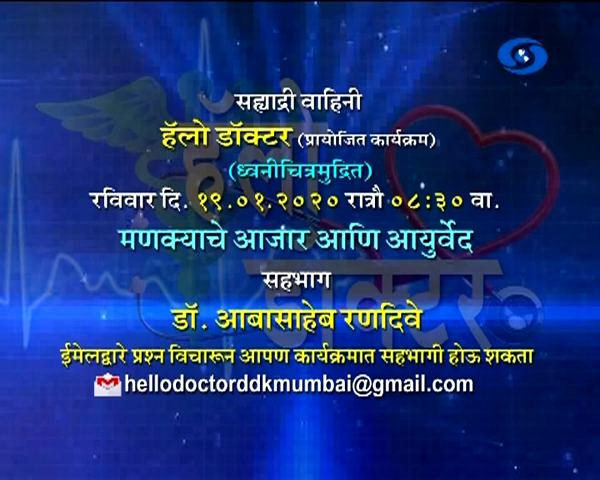 सह्याद्री वाहिनी
हॅलो डॉक्टर (प्रायोजित कार्यक्रम)
(ध्वनीचित्रमुद्रित)
रविवार दि. १९.०१.२०२० रात्रौ ०८:३० वा.
मणक्याचे आजार आणि आयुर्वेद
सहभाग
डॉ. आबासाहेब रणदिवे
ईमेलद्वारे प्रश्न विचारून आपण कार्यक्रमात सहभागी होऊ शकता
hellodoctorddkmumbai@gmail.com
हॅलो
डॉक्टर